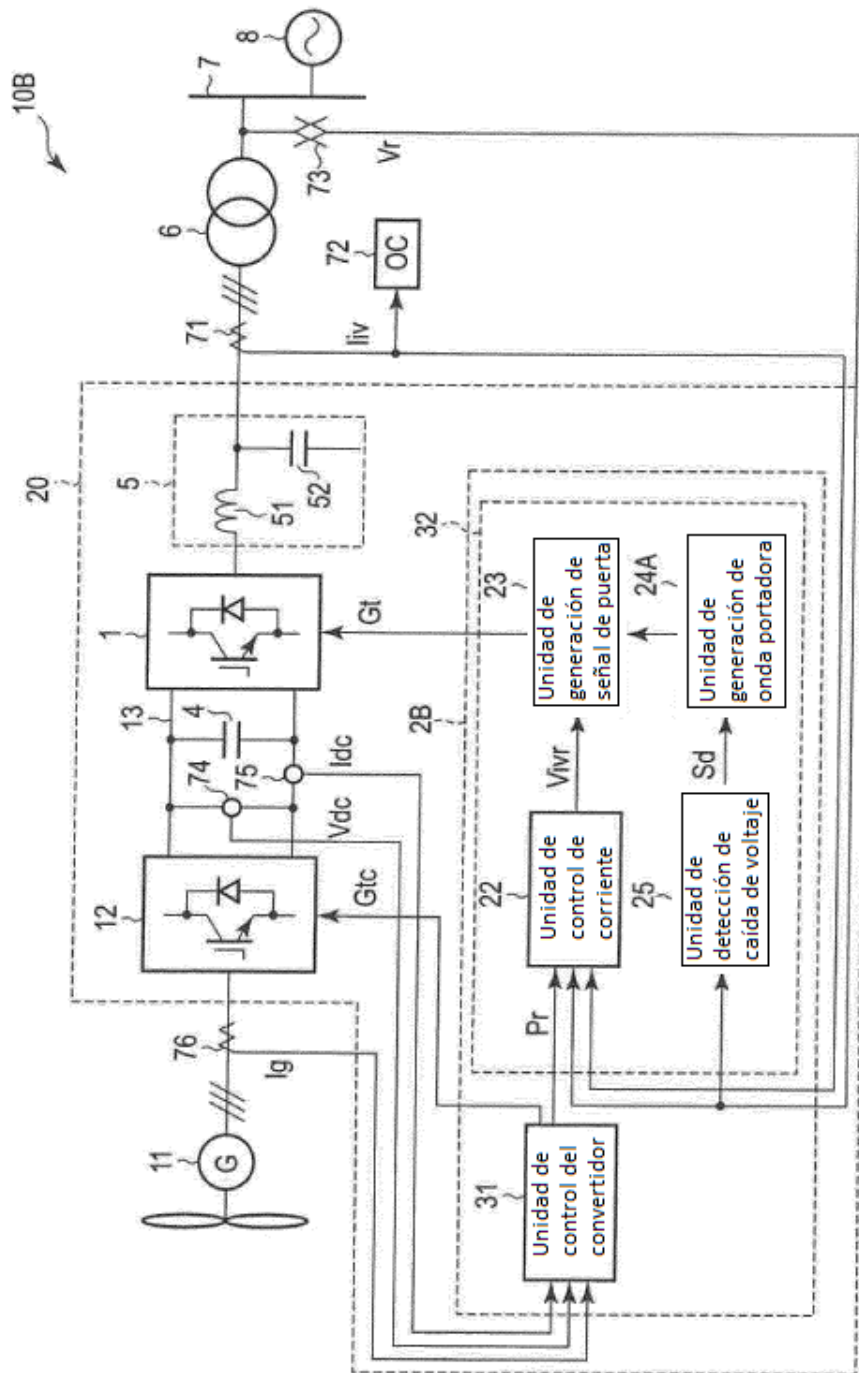 10B
20
5
8
7
6
73
Vr
72
OC
71
Iiv
51
52
1
13
4
74
75
Vdc
Idc
12
Gtc
Gt
76
Ig
11
G
32
2B
23
Unidad de
generación de
señal de puerta
24A
Unidad de
generación de
onda portadora
Vivr
Sd
22
Unidad de
control de
corriente
25
Unidad de
detección de
caída de voltaje
Pr
31
Unidad de
control del
convertidor